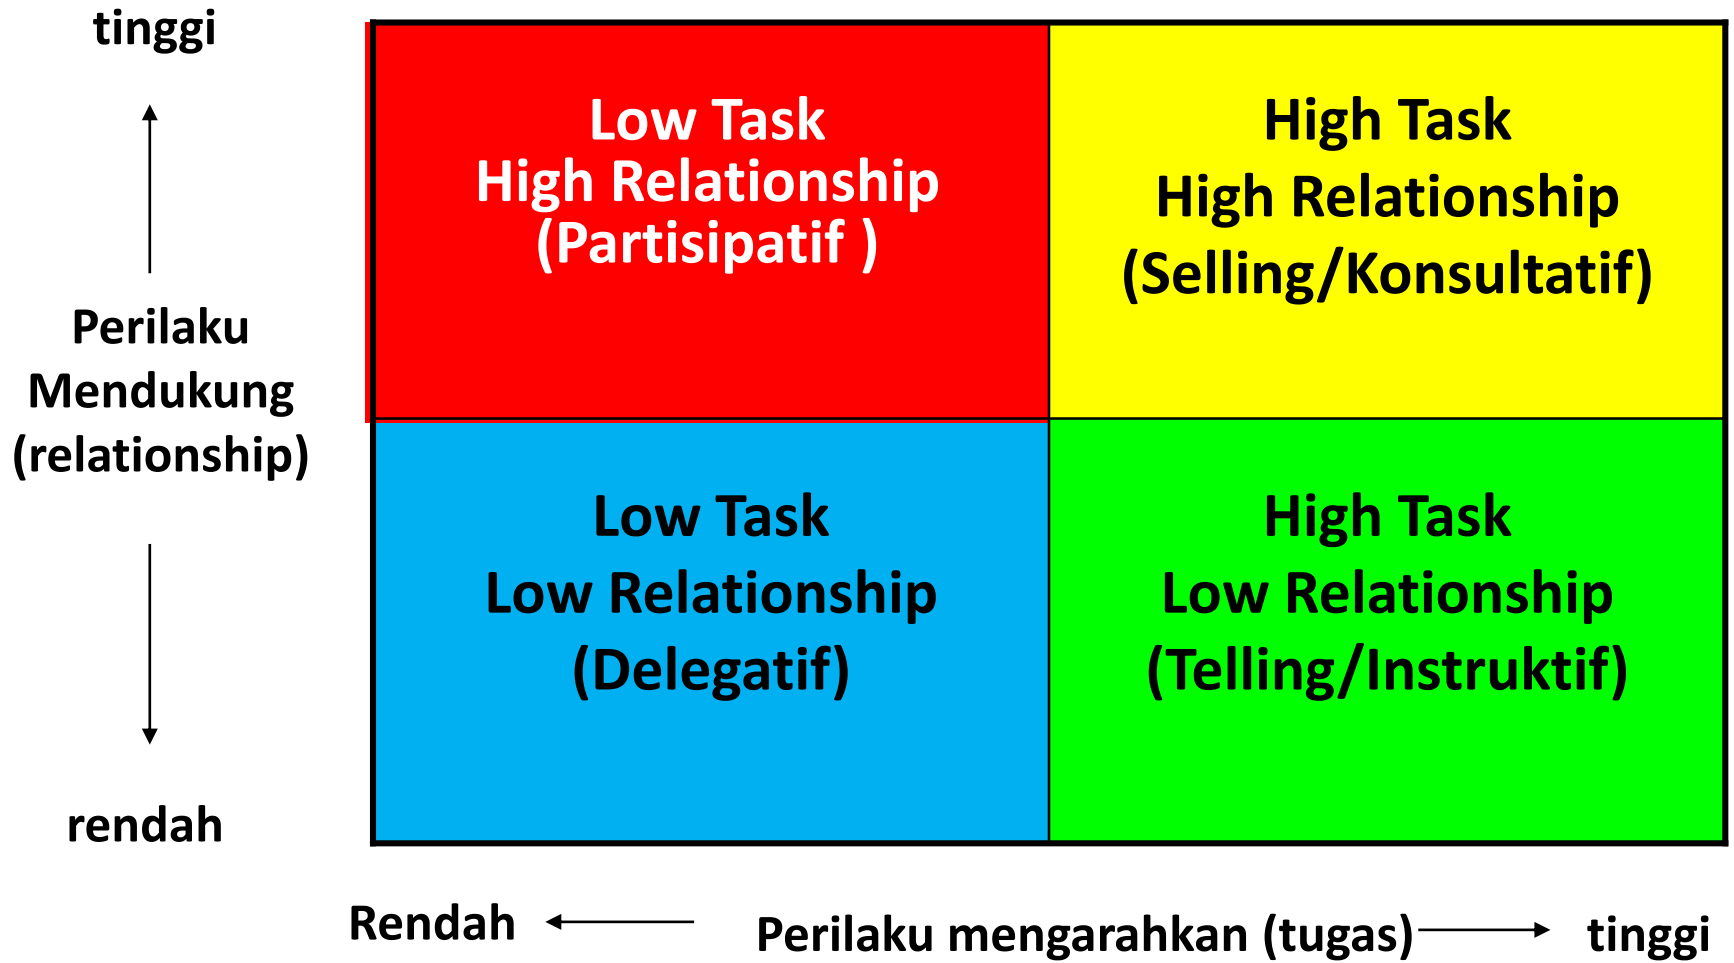 tinggi
Perilaku
Mendukung
(relationship)
rendah
Low Task
High Relationship
(Partisipatif )
High Task
High Relationship
(Selling/Konsultatif)
Low Task
Low Relationship
(Delegatif)
High Task
Low Relationship
(Telling/Instruktif)
Rendah
Perilaku mengarahkan (tugas)
tinggi